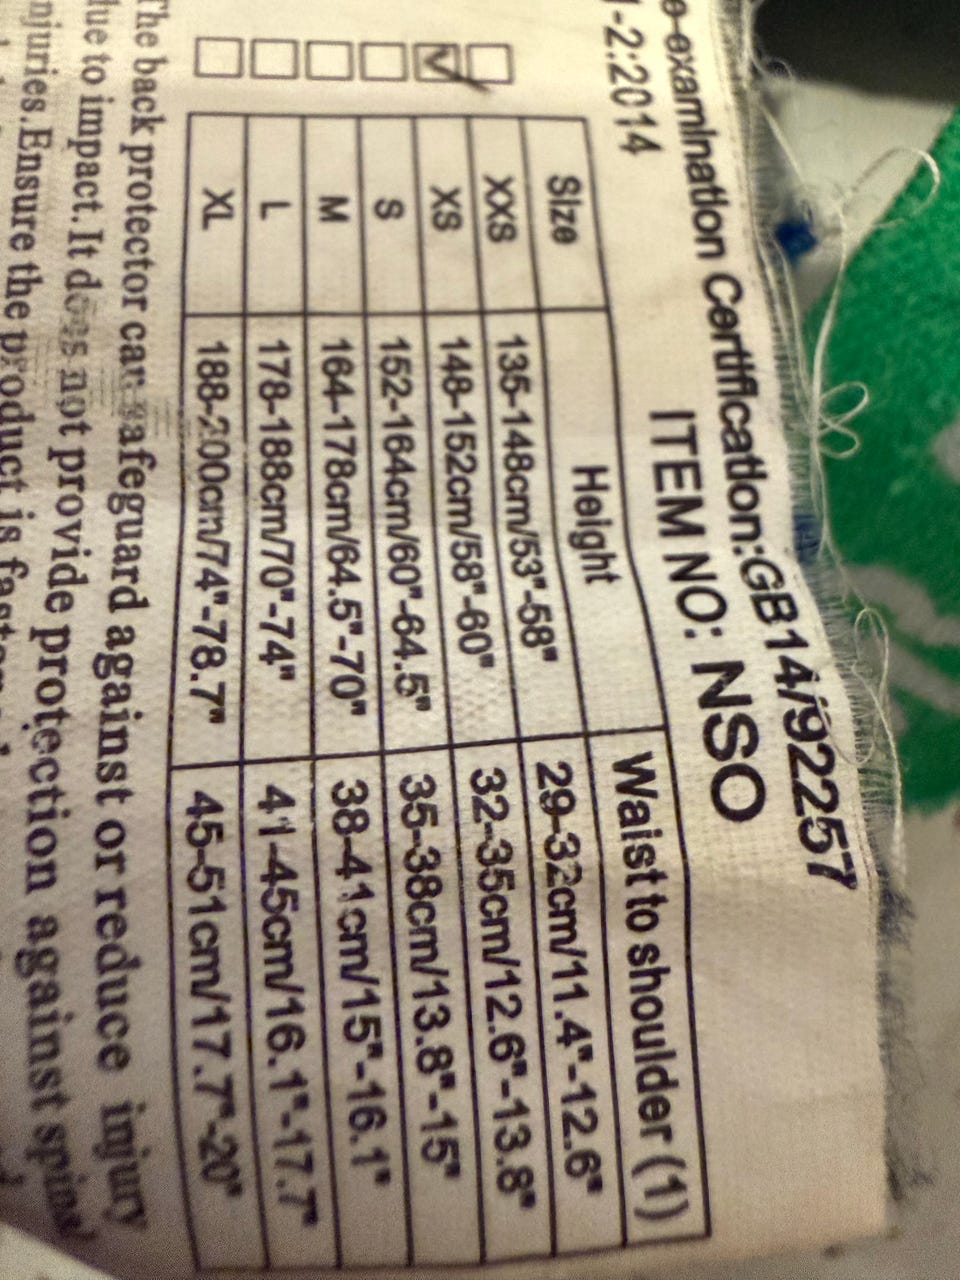 e-examination Certification:GB14/92257
1-2:2014
ITEM NO: NSO
Size Height Waist to shoulder (1)
XXS 135-148cm/53"-58" 29-32cm/11.4"-12.6"
XS 148-152cm/58"-60" 32-35cm/12.6"-13.8"
S 152-164cm/60"-64.5" 35-38cm/13.8"-15"
M 164-178cm/64.5"-70" 38-41cm/15"-16.1"
L 178-188cm/70"-74" 41-45cm/16.1"-17.7"
XL 188-200cm/74"-78.7" 45-51cm/17.7"-20"
The back protector can safeguard against or reduce injury
due to impact. It does not provide protection against spinal
injuries. Ensure the product is